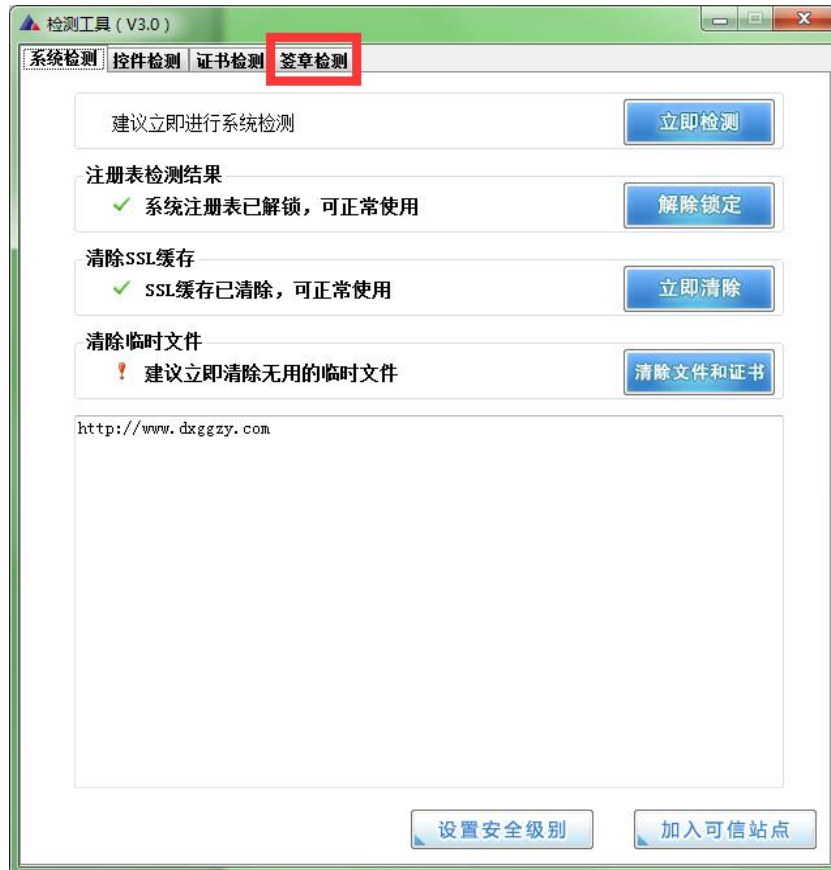 检测工具(V3.0)
系统检测 控件检测 证书检测 签章检测
建议立即进行系统检测 立即检测
注册表检测结果
系统注册表已解锁，可正常使用 解除锁定
清除SSL缓存
SSL缓存已清除，可正常使用 立即清除
清除临时文件
建议立即清除无用的临时文件 清除文件和证书
http://www.dxggzy.com
设置安全级别 加入可信站点